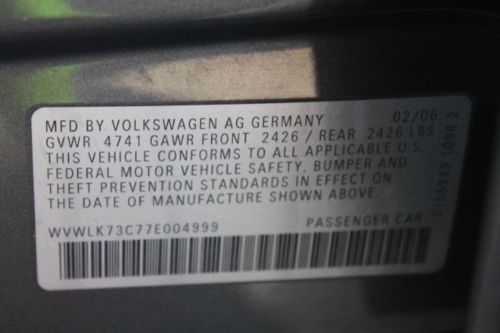 MFD BY VOLKSWAGEN AG GERMANY 02/06
GVWR 4741 GAWR FRONT 2426 / REAR 2426 LBS
THIS VEHICLE CONFORMS TO ALL APPLICABLE U.S.
FEDERAL MOTOR VEHICLE SAFETY, BUMPER AND
THEFT PREVENTION STANDARDS IN EFFECT ON
THE DATE OF MANUFACTURE SHOWN ABOVE.
WVWLK73C77E004999 PASSENGER CAR